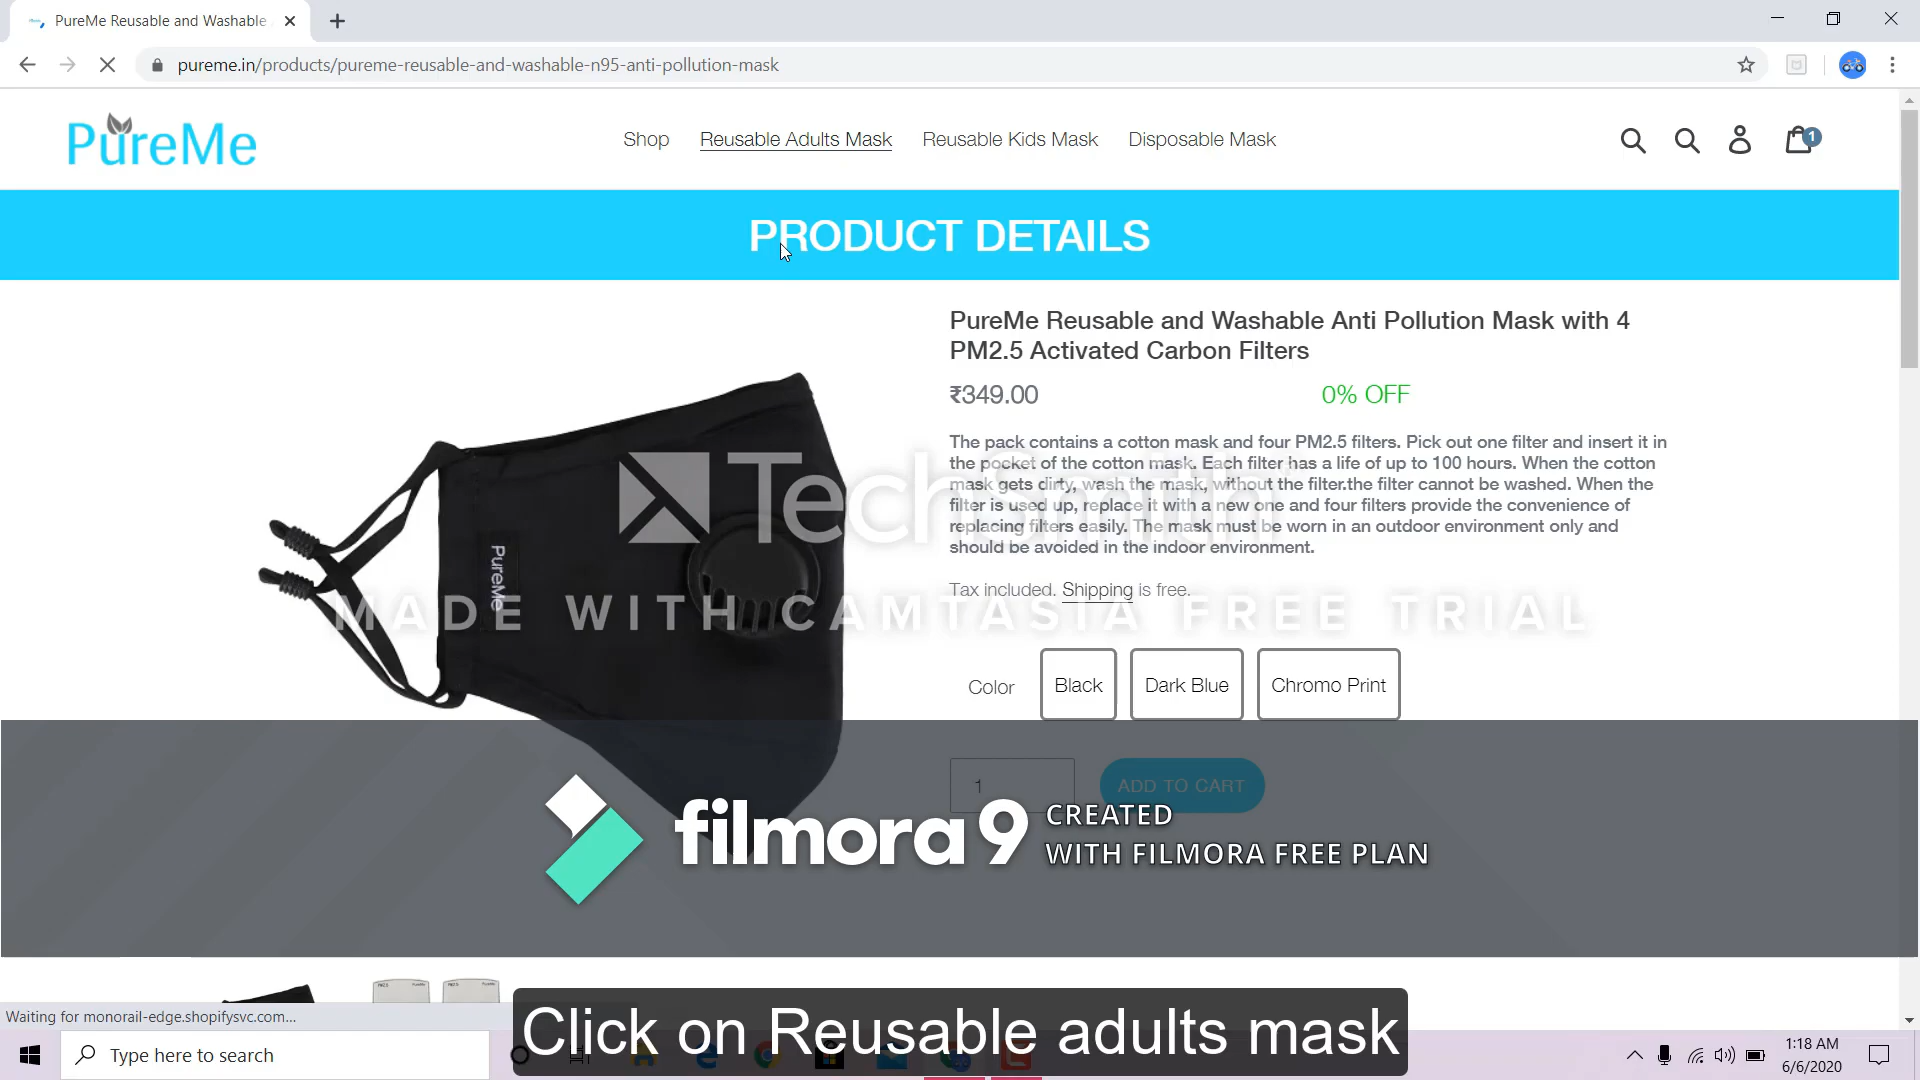 PureMe Reusable and Washable
pureme.in/products/pureme-reusable-and-washable-n95-anti-pollution-mask
PureMe
Shop
Reusable Adults Mask
Reusable Kids Mask
Disposable Mask
1
PRODUCT DETAILS
PureMe Reusable and Washable Anti Pollution Mask with 4
PM2.5 Activated Carbon Filters
₹349.00
0% OFF
The pack contains a cotton mask and four PM2.5 filters. Pick out one filter and insert it in
the pocket of the cotton mask. Each filter has a life of up to 100 hours. When the cotton
mask gets dirty, wash the mask, without the filter.the filter cannot be washed. When the
filter is used up, replace it with a new one and four filters provide the convenience of
replacing filters easily. The mask must be worn in an outdoor environment only and
should be avoided in the indoor environment.
Tax included. Shipping is free.
PureMe
TechSmith
MADE WITH CAMTASIA FREE TRIAL
Color
Black
Dark Blue
Chromo Print
1
ADD TO CART
filmora9
CREATED
WITH FILMORA FREE PLAN
Waiting for monorail-edge.shopifysvc.com...
Click on Reusable adults mask
Type here to search
1:18 AM
6/6/2020